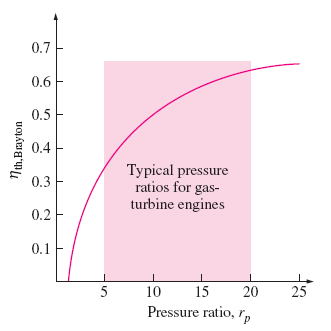 0.7
0.6
0.5
0.4
0.3
0.2
0.1
ηth,Brayton
Typical pressure
ratios for gas-
turbine engines
5 10 15 20 25
Pressure ratio, rp